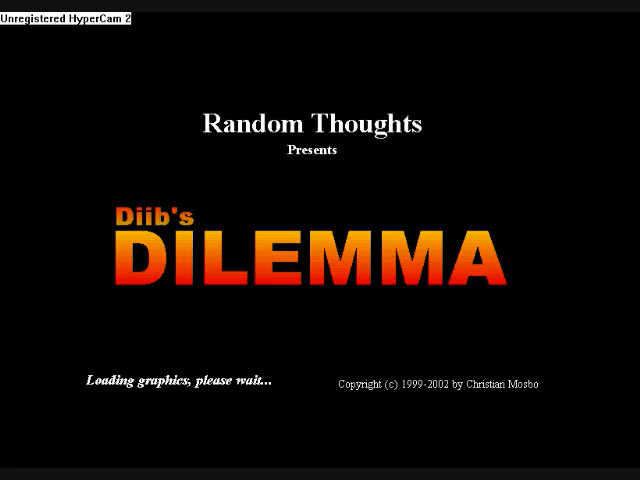 Unregistered HyperCam 2
Random Thoughts
Presents
Diib's
DILEMMA
Loading graphics, please wait...
Copyright (c) 1999-2002 by Christian Mosbo